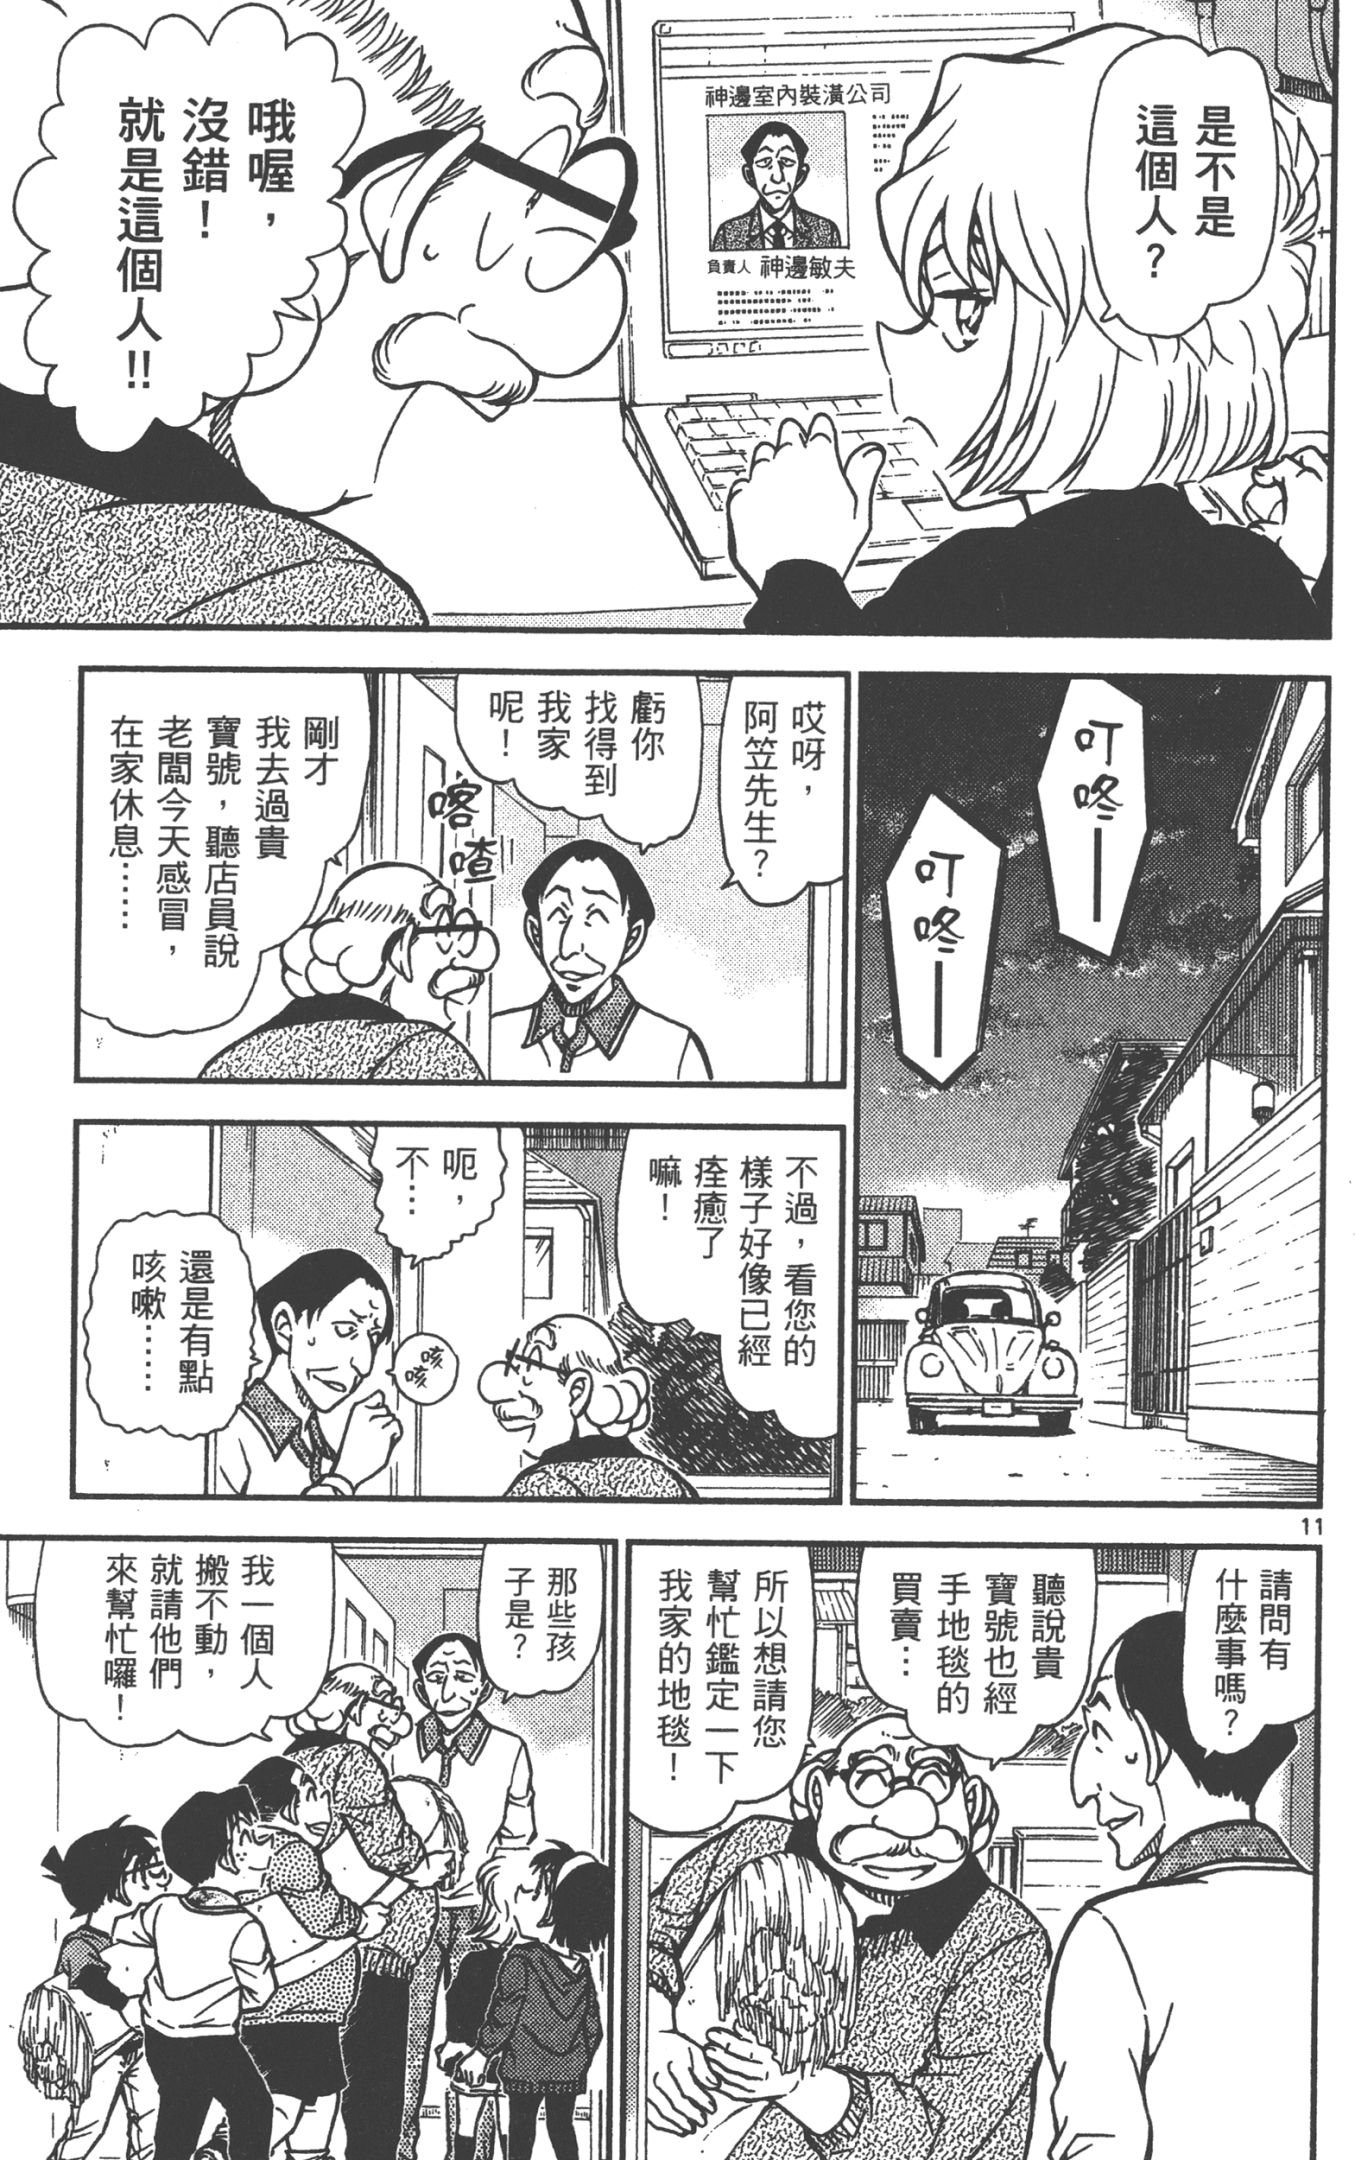 是不是
這個人？
神邊室內裝潢公司
負責人 神邊敏夫
哦喔，
沒錯！
就是這個人!!
叮咚——
叮咚——
哎呀，
阿笠先生？
虧你
找得到
我家
呢！
喀
喳
剛才
我去過貴
寶號，聽店員說
老闆今天感冒，
在家休息……
不過，看您的
樣子好像已經
痊癒了
嘛！
呃，
不…
咳
咳
還是有點
咳嗽……
11
請問有
什麼事嗎？
聽說貴
寶號也經
手地毯的
買賣…
所以想請您
幫忙鑑定一下
我家的地毯！
那些孩
子是？
我一個人
搬不動，
就請他們
來幫忙囉！